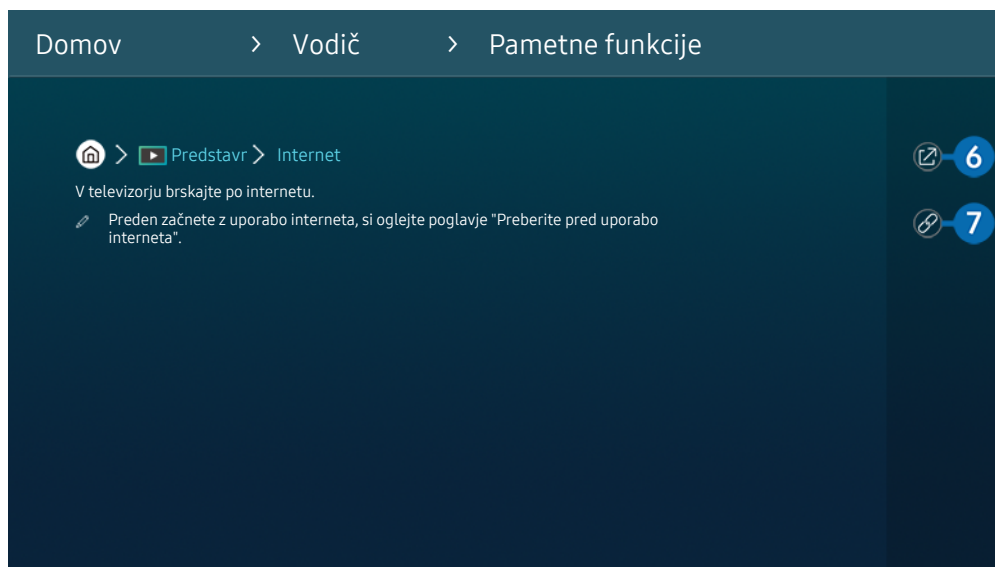 Domov > Vodič > Pametne funkcije
> Predstavr > Internet
6
V televizorju brskajte po internetu.
Preden začnete z uporabo interneta, si oglejte poglavje "Preberite pred uporabo
interneta".
7